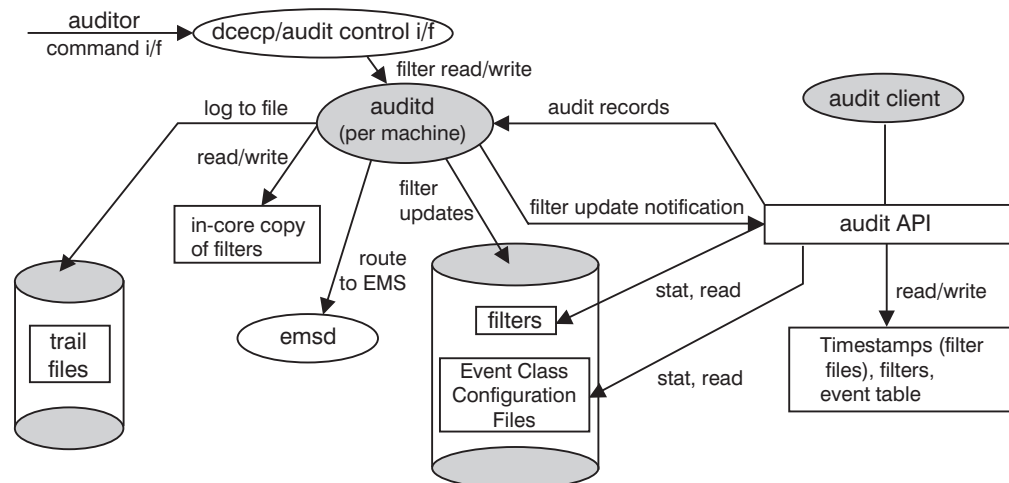 auditor
command i/f
dcecp/audit control i/f
filter read/write
auditd
(per machine)
audit records
audit client
log to file
read/write
in-core copy
of filters
filter
updates
filter update notification
audit API
route
to EMS
emsd
trail
files
filters
stat, read
read/write
Event Class
Configuration
Files
stat, read
Timestamps (filter
files), filters,
event table